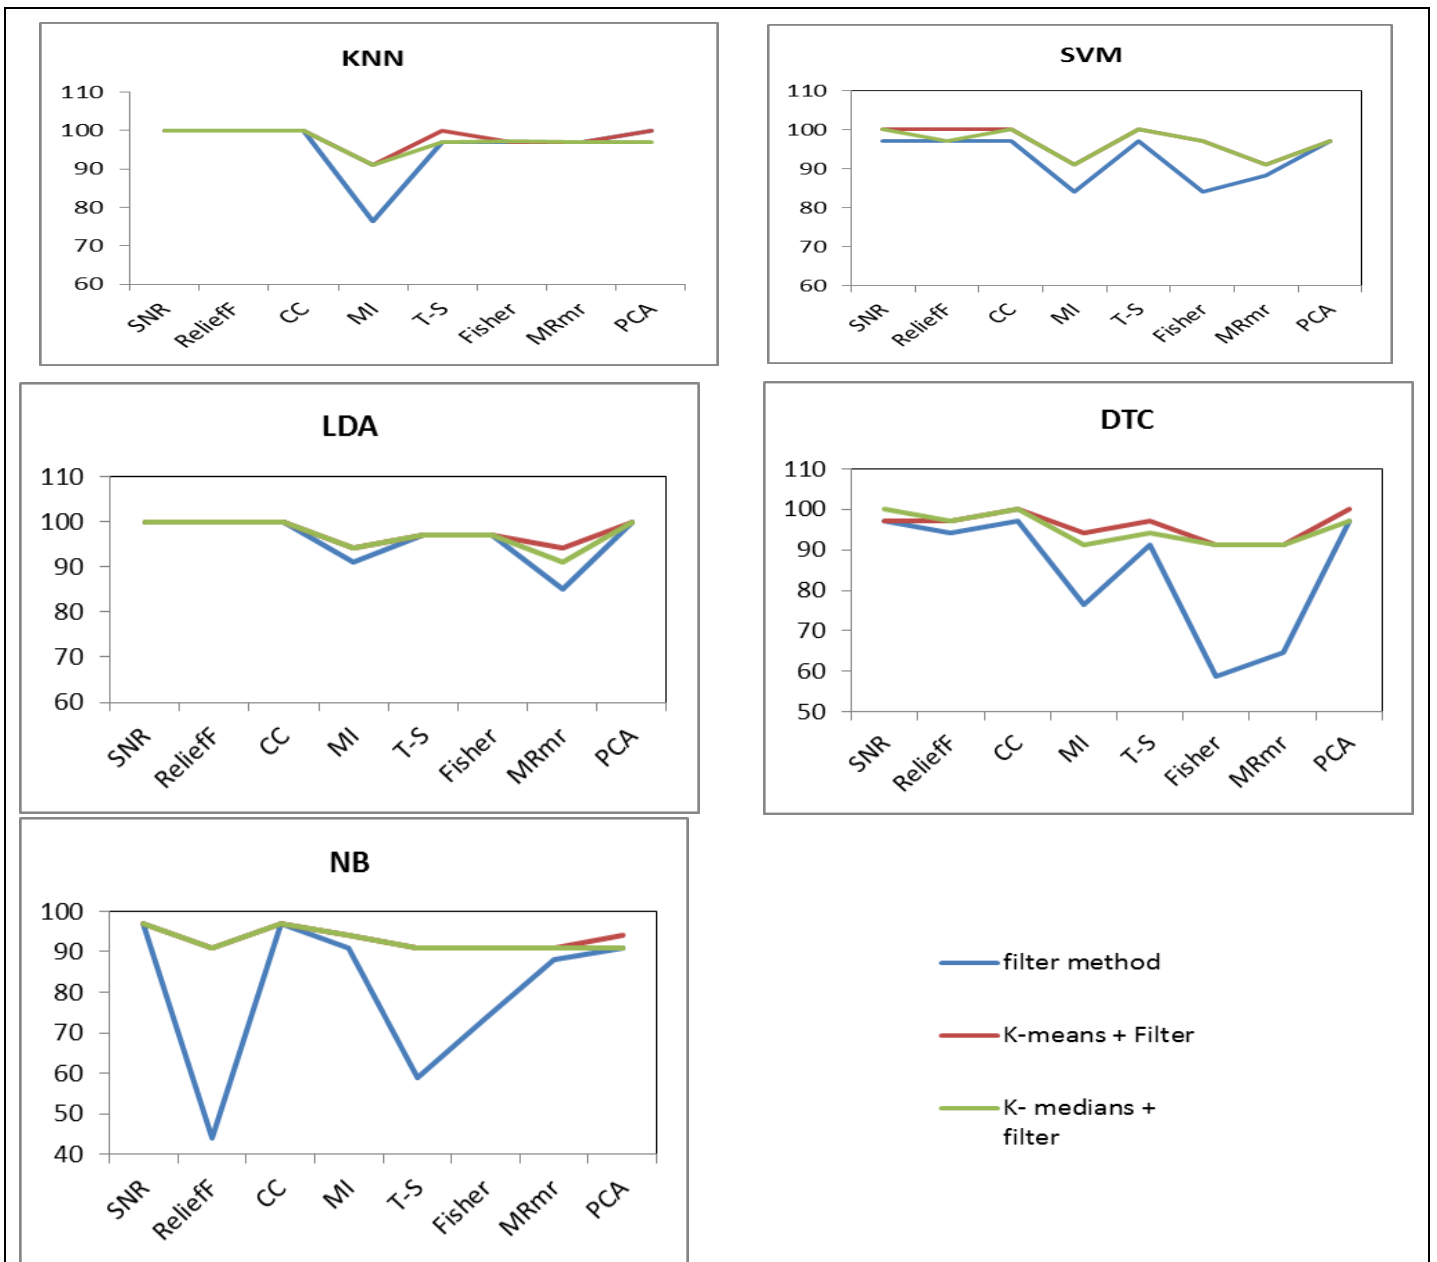 KNN
110
100
90
80
70
60
SNR
ReliefF
CC
MI
T-S
Fisher
MRmr
PCA
SVM
110
100
90
80
70
60
SNR
ReliefF
CC
MI
T-S
Fisher
MRmr
PCA
LDA
110
100
90
80
70
60
SNR
ReliefF
CC
MI
T-S
Fisher
MRmr
PCA
DTC
110
100
90
80
70
60
50
SNR
ReliefF
CC
MI
T-S
Fisher
MRmr
PCA
NB
100
90
80
70
60
50
40
SNR
ReliefF
CC
MI
T-S
Fisher
MRmr
PCA
filter method
K-means + Filter
K- medians +
filter